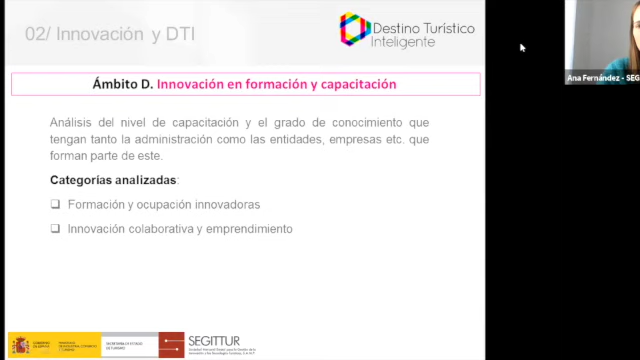 02/ Innovación y DTI
Destino Turístico
Inteligente
Ámbito D. Innovación en formación y capacitación
Análisis del nivel de capacitación y el grado de conocimiento que
tengan tanto la administración como las entidades, empresas etc. que
forman parte de este.
Categorías analizadas:
Formación y ocupación innovadoras
Innovación colaborativa y emprendimiento
SEGITTUR
Ana Fernández - SEG